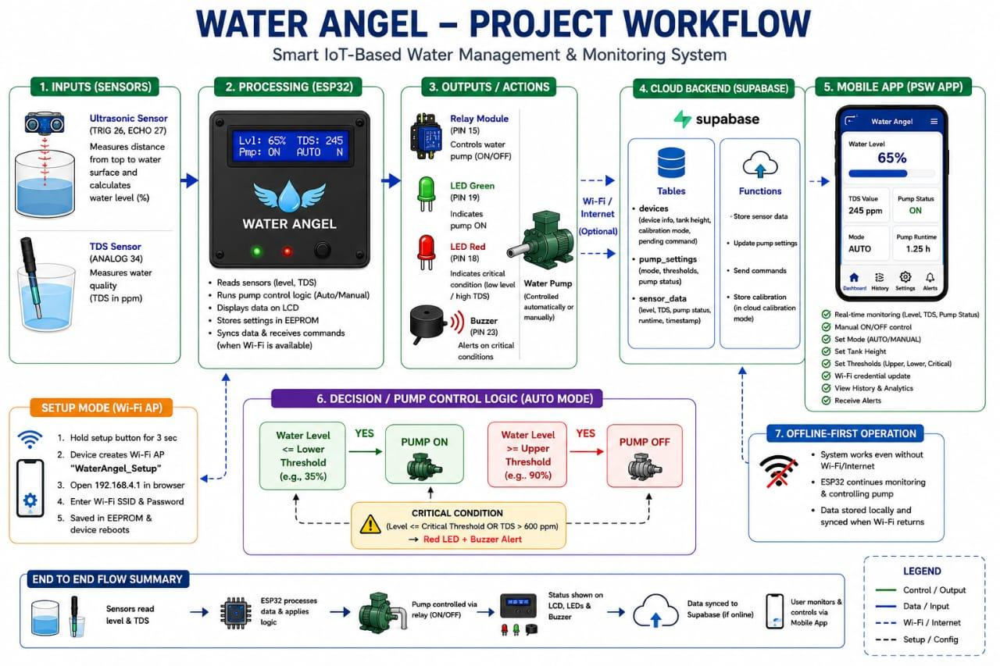 WATER ANGEL – PROJECT WORKFLOW
Smart IoT-Based Water Management & Monitoring System
1. INPUTS (SENSORS)
Ultrasonic Sensor
(TRIG 26, ECHO 27)
Measures distance
from top to water
surface and
calculates
water level (%)
TDS Sensor
(ANALOG 34)
Measures water
quality
(TDS in ppm)
2. PROCESSING (ESP32)
Lvl: 65% TDS: 245
Pmp: ON AUTO N
WATER ANGEL
• Reads sensors (level, TDS)
• Runs pump control logic (Auto/Manual)
• Displays data on LCD
• Stores settings in EEPROM
• Syncs data & receives commands
(when Wi-Fi is available)
3. OUTPUTS / ACTIONS
Relay Module
(PIN 15)
Controls water
pump (ON/OFF)
LED Green
(PIN 19)
Indicates
pump ON
LED Red
(PIN 18)
Indicates critical
condition (low level
/ high TDS)
Buzzer
(PIN 23)
Alerts on critical
conditions
Water Pump
(Controlled
automatically or
manually)
Wi-Fi /
Internet
(Optional)
4. CLOUD BACKEND (SUPABASE)
supabase
Tables
• devices
(device info, tank height,
calibration mode,
pending command)
• pump_settings
(mode, thresholds,
pump status)
• sensor_data
(level, TDS, pump status,
runtime, timestamp)
Functions
• Store sensor data
• Update pump settings
• Send commands
• Store calibration
(in cloud calibration
mode)
5. MOBILE APP (PSW APP)
Water Angel
Water Level
65%
TDS Value
245 ppm
Pump Status
ON
Mode
AUTO
Pump Runtime
1.25 h
Dashboard History Settings Alerts
Real-time monitoring (Level, TDS, Pump Status)
Manual ON/OFF control
Set Mode (AUTO/MANUAL)
Set Tank Height
Set Thresholds (Upper, Lower, Critical)
Wi-Fi credential update
View History & Analytics
Receive Alerts
SETUP MODE (Wi-Fi AP)
1. Hold setup button for 3 sec
2. Device creates Wi-Fi AP
“WaterAngel_Setup”
3. Open 192.168.4.1 in browser
4. Enter Wi-Fi SSID & Password
5. Saved in EEPROM &
device reboots
6. DECISION / PUMP CONTROL LOGIC (AUTO MODE)
Water Level
<= Lower
Threshold
(e.g., 35%)
YES
PUMP ON
Water Level
>= Upper
Threshold
(e.g.. 90%)
YES
PUMP OFF
CRITICAL CONDITION
(Level <= Critical Threshold OR TDS > 600 ppm)
→ Red LED + Buzzer Alert
7. OFFLINE-FIRST OPERATION
• System works even without
Wi-Fi/Internet
• ESP32 continues monitoring
& controlling pump
• Data stored locally and
synced when Wi-Fi returns
END TO END FLOW SUMMARY
Sensors read
level & TDS
ESP32 processes
data & applies
logic
Pump controlled via
relay (ON/OFF)
Status shown on
LCD, LEDs &
Buzzer
Data synced to
Supabase (if online)
User monitors &
controls via
Mobile App
LEGEND
Control / Output
Data / Input
Wi-Fi / Internet
Setup / Config